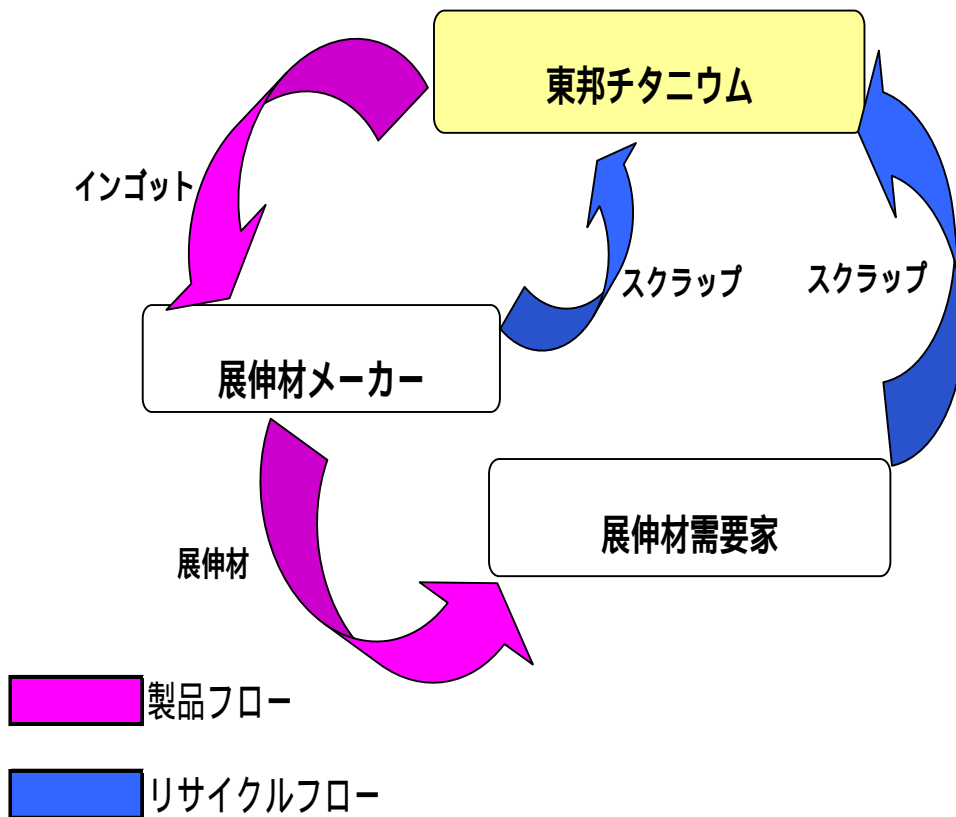 東邦チタニウム
インゴット
スクラップ
スクラップ
展伸材メーカー
展伸材需要家
展伸材
製品フロー
リサイクルフロー